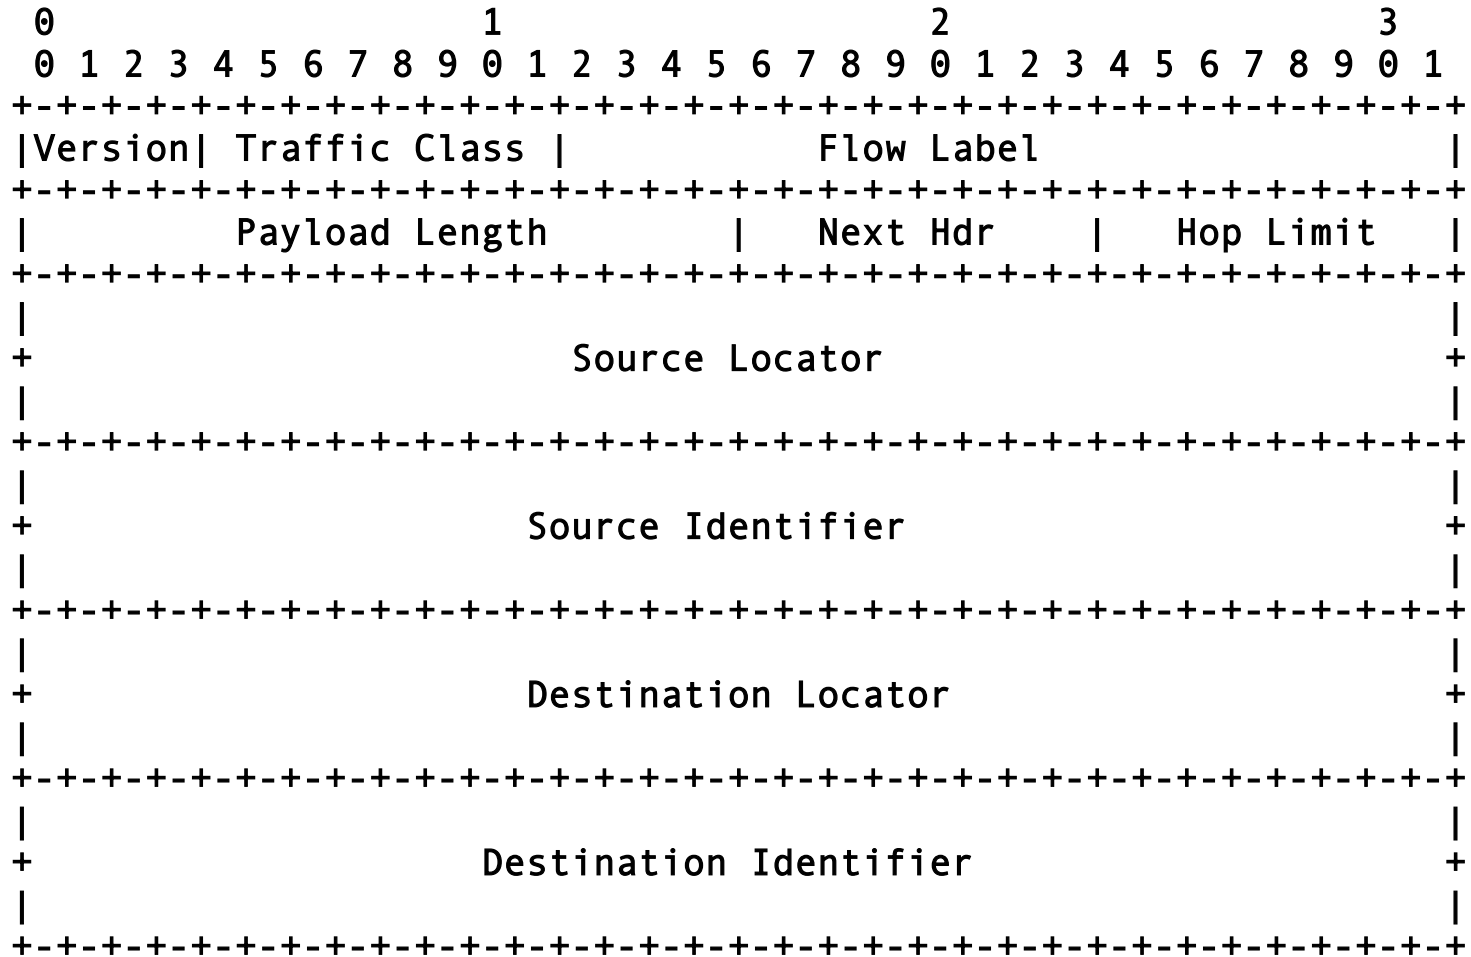 0                   1                   2                   3
 0 1 2 3 4 5 6 7 8 9 0 1 2 3 4 5 6 7 8 9 0 1 2 3 4 5 6 7 8 9 0 1
+-+-+-+-+-+-+-+-+-+-+-+-+-+-+-+-+-+-+-+-+-+-+-+-+-+-+-+-+-+-+-+-+
|Version| Traffic Class |           Flow Label                  |
+-+-+-+-+-+-+-+-+-+-+-+-+-+-+-+-+-+-+-+-+-+-+-+-+-+-+-+-+-+-+-+-+
|         Payload Length        |   Next Hdr    |   Hop Limit   |
+-+-+-+-+-+-+-+-+-+-+-+-+-+-+-+-+-+-+-+-+-+-+-+-+-+-+-+-+-+-+-+-+
|                                                               |
+                        Source Locator                         +
|                                                               |
+-+-+-+-+-+-+-+-+-+-+-+-+-+-+-+-+-+-+-+-+-+-+-+-+-+-+-+-+-+-+-+-+
|                                                               |
+                      Source Identifier                        +
|                                                               |
+-+-+-+-+-+-+-+-+-+-+-+-+-+-+-+-+-+-+-+-+-+-+-+-+-+-+-+-+-+-+-+-+
|                                                               |
+                      Destination Locator                      +
|                                                               |
+-+-+-+-+-+-+-+-+-+-+-+-+-+-+-+-+-+-+-+-+-+-+-+-+-+-+-+-+-+-+-+-+
|                                                               |
+                    Destination Identifier                     +
|                                                               |
+-+-+-+-+-+-+-+-+-+-+-+-+-+-+-+-+-+-+-+-+-+-+-+-+-+-+-+-+-+-+-+-+